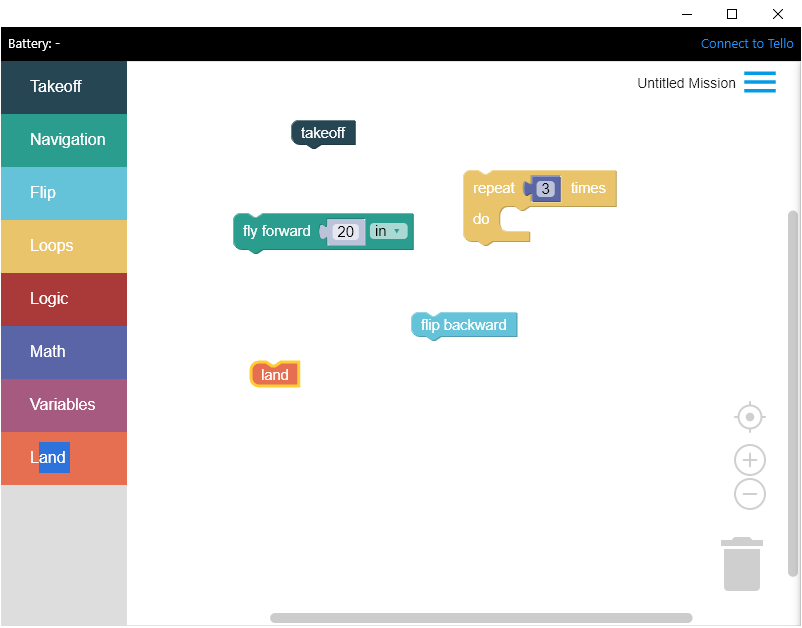 Battery: -
Connect to Tello
Takeoff
Navigation
Flip
Loops
Logic
Math
Variables
Land
Untitled Mission
takeoff
repeat 3 times
do
fly forward 20 in
flip backward
land